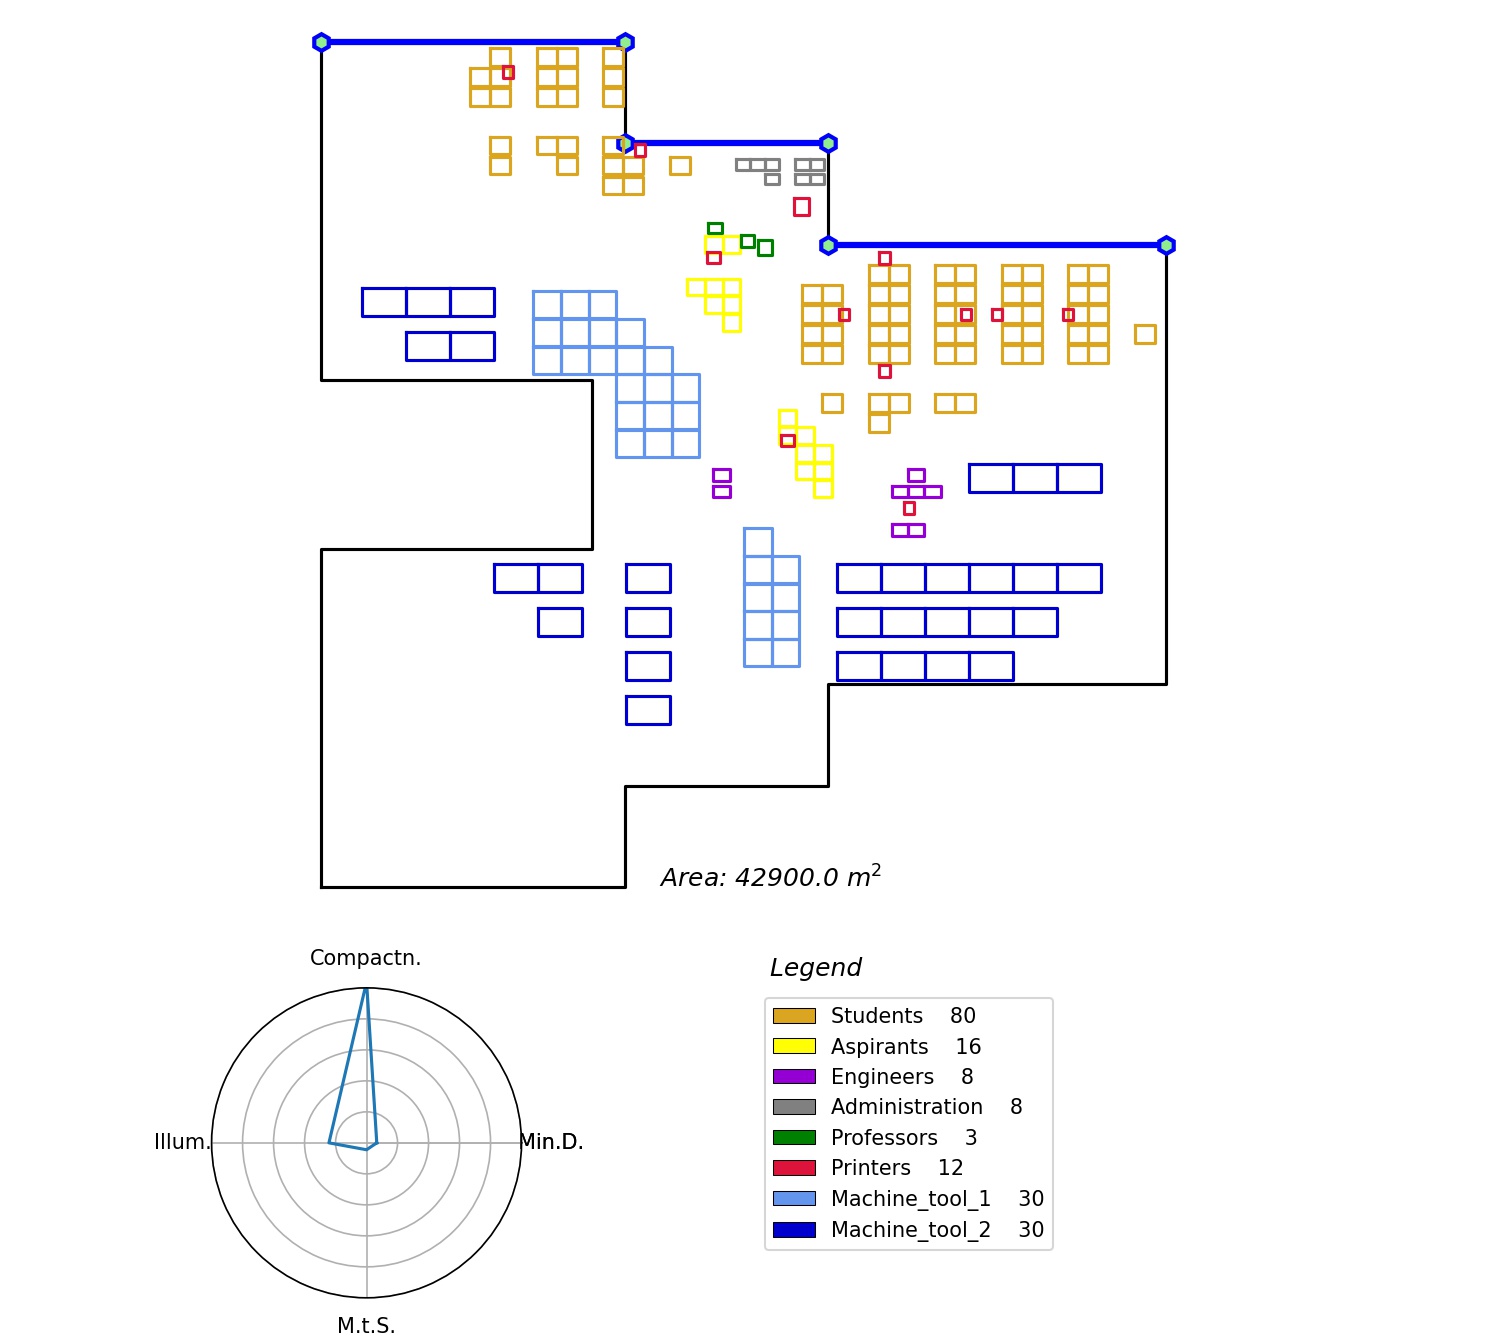 Area: 42900.0 m²
Compactn.
Illum.
Min.D.
M.t.S.
Legend
Students 80
Aspirants 16
Engineers 8
Administration 8
Professors 3
Printers 12
Machine_tool_1 30
Machine_tool_2 30